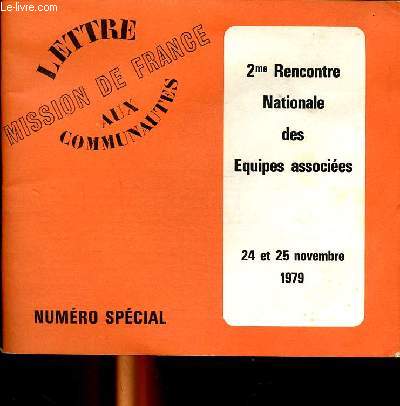 Le-livre.com
LETTRE
MISSION DE FRANCE
AUX
COMMUNAUTES
2me Rencontre
Nationale
des
Equipes associées
24 et 25 novembre
1979
NUMÉRO SPÉCIAL